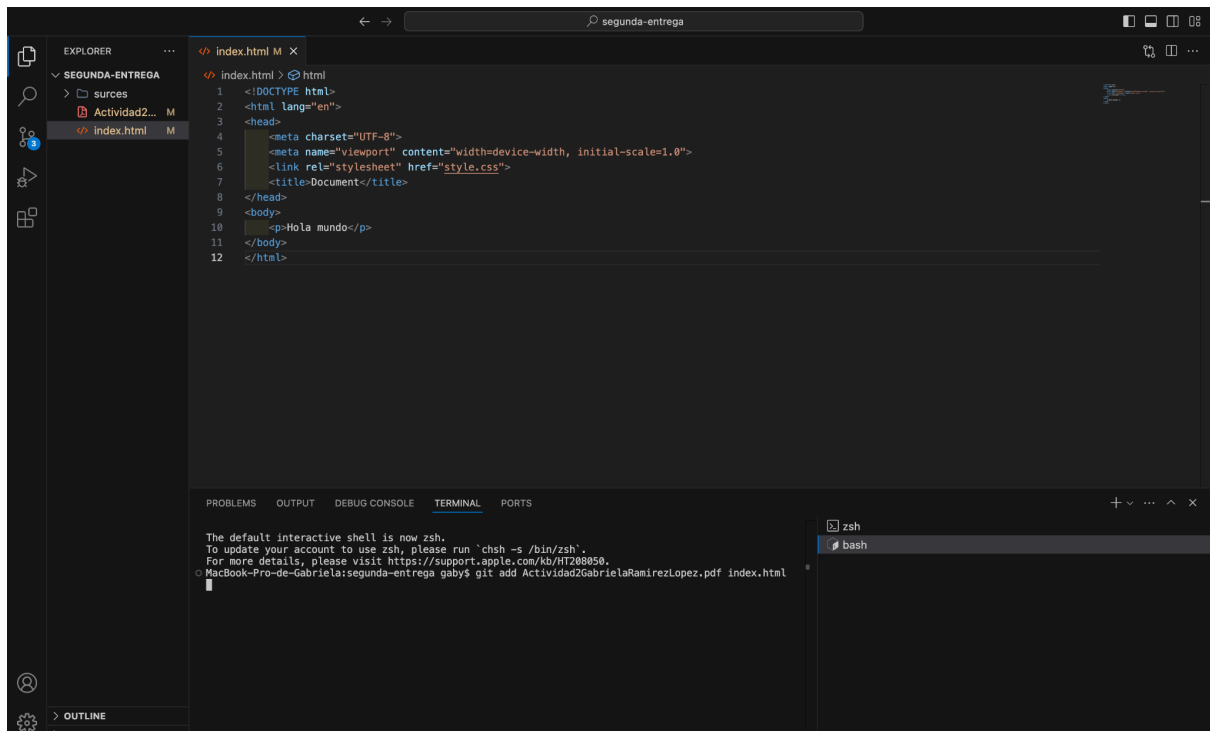 segunda-entrega
EXPLORER
SEGUNDA-ENTREGA
surces
Actividad2... M
index.html M
3
index.html M
index.html > html
1 <!DOCTYPE html>
2 <html lang="en">
3 <head>
4 <meta charset="UTF-8">
5 <meta name="viewport" content="width=device-width, initial-scale=1.0">
6 <link rel="stylesheet" href="style.css">
7 <title>Document</title>
8 </head>
9 <body>
10 <p>Hola mundo</p>
11 </body>
12 </html>
PROBLEMS OUTPUT DEBUG CONSOLE TERMINAL PORTS
The default interactive shell is now zsh.
To update your account to use zsh, please run `chsh -s /bin/zsh`.
For more details, please visit https://support.apple.com/kb/HT208050.
MacBook-Pro-de-Gabriela:segunda-entrega gaby$ git add Actividad2GabrielaRamirezLopez.pdf index.html
zsh
bash
OUTLINE